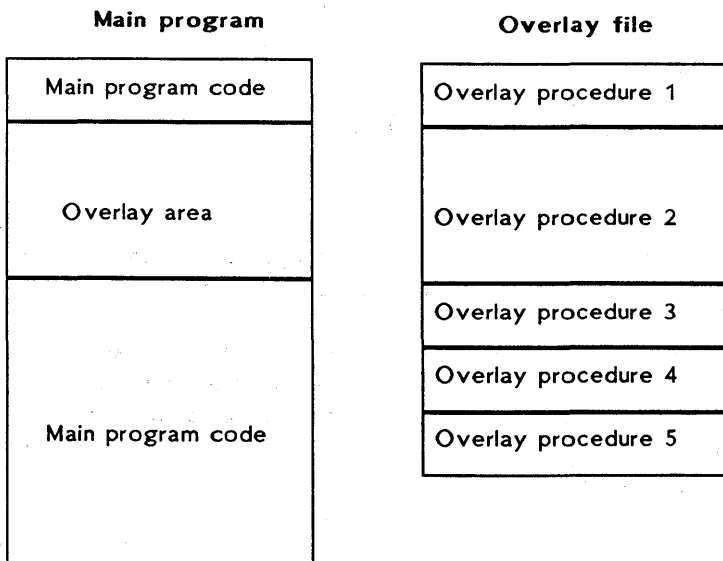 Main program
Main program code
Overlay area
Main program code
Overlay file
Overlay procedure 1
Overlay procedure 2
Overlay procedure 3
Overlay procedure 4
Overlay procedure 5